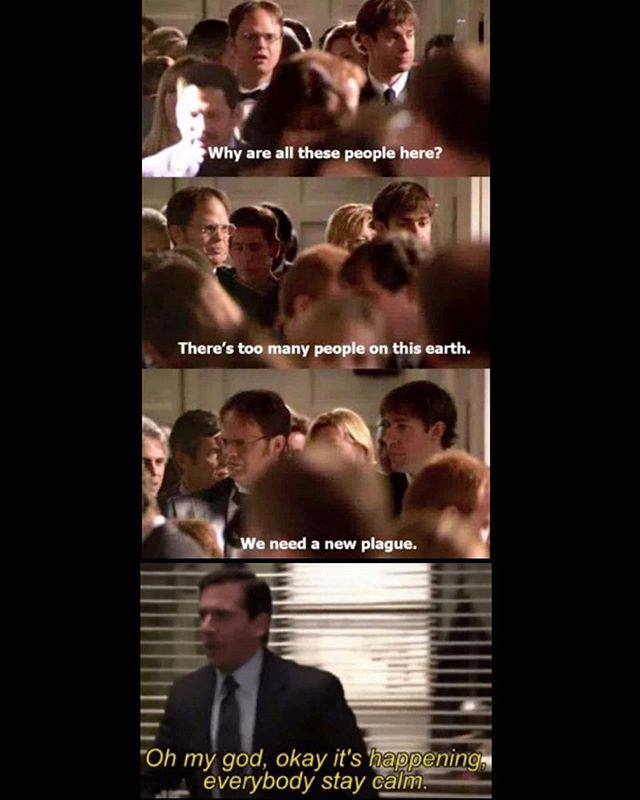 Why are all these people here?
There's too many people on this earth.
We need a new plague.
Oh my god, okay it's happening,
everybody stay calm.